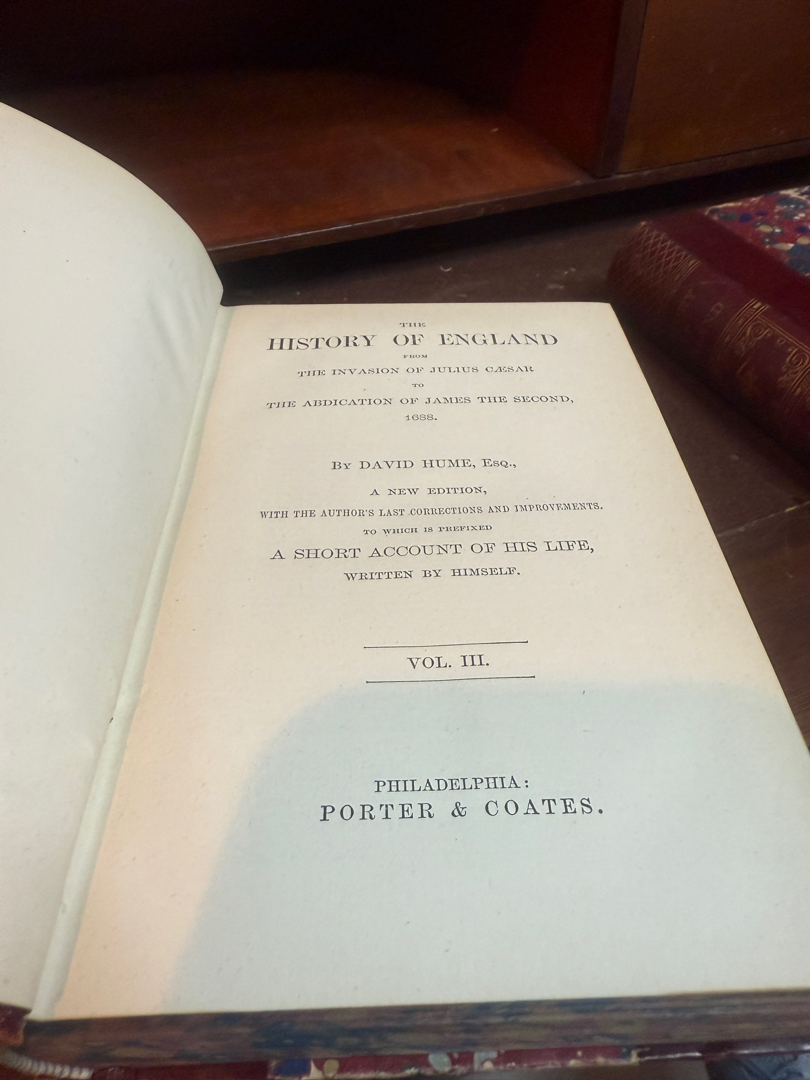 THE
HISTORY OF ENGLAND
FROM
THE INVASION OF JULIUS CÆSAR
TO
THE ABDICATION OF JAMES THE SECOND,
1688.
BY DAVID HUME, ESQ.,
A NEW EDITION,
WITH THE AUTHOR'S LAST CORRECTIONS AND IMPROVEMENTS.
TO WHICH IS PREFIXED
A SHORT ACCOUNT OF HIS LIFE,
WRITTEN BY HIMSELF.
VOL. III.
PHILADELPHIA:
PORTER & COATES.